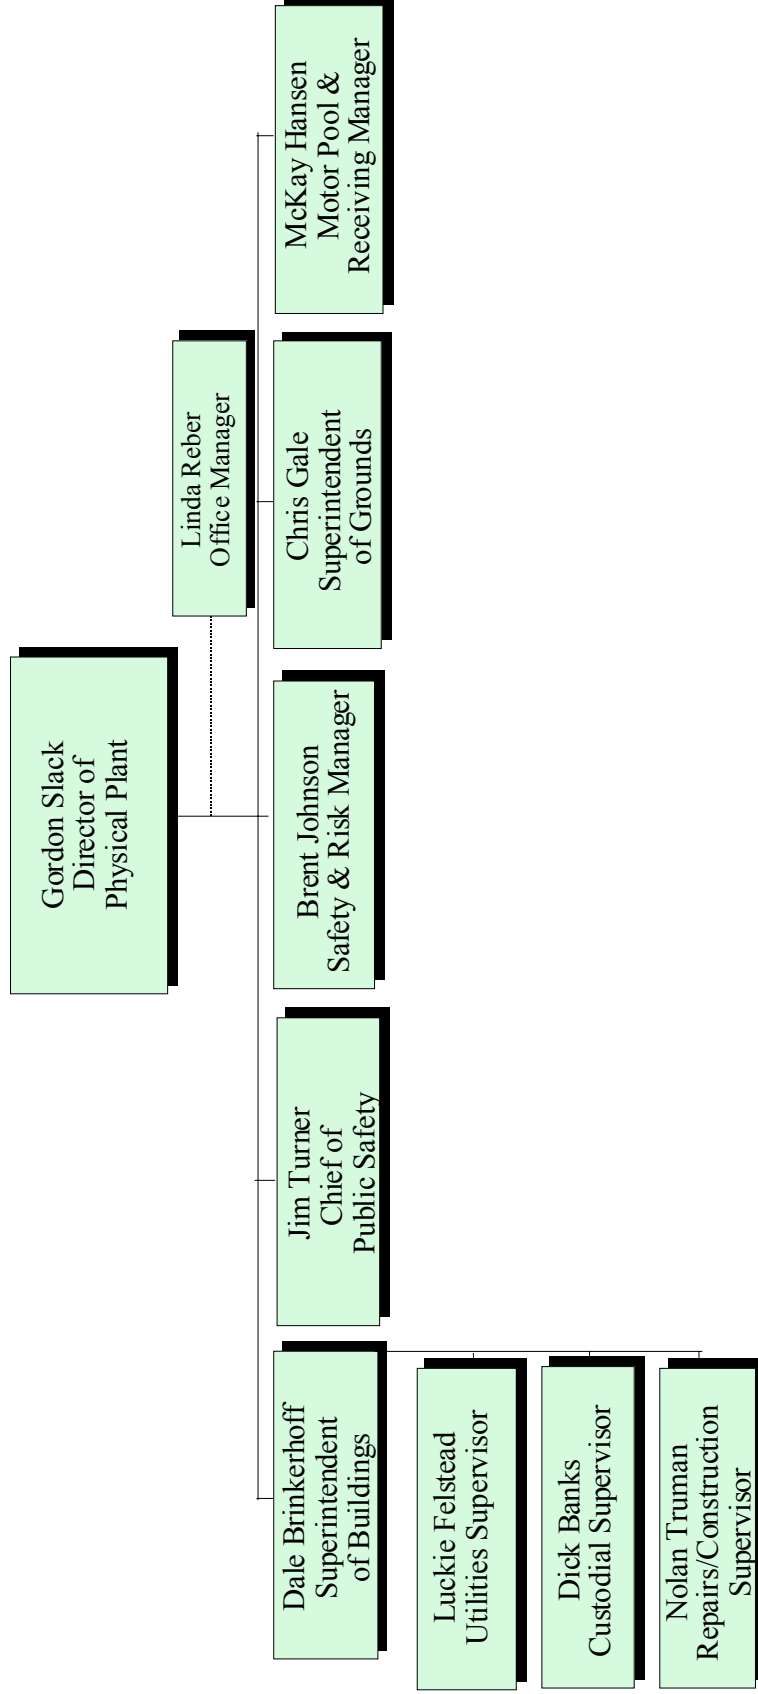 Gordon Slack
Director of
Physical Plant
Linda Reber
Office Manager
Dale Brinkerhoff
Superintendent
of Buildings
Jim Turner
Chief of
Public Safety
Brent Johnson
Safety & Risk Manager
Chris Gale
Superintendent
of Grounds
McKay Hansen
Motor Pool &
Receiving Manager
Luckie Felstead
Utilities Supervisor
Dick Banks
Custodial Supervisor
Nolan Truman
Repairs/Construction
Supervisor